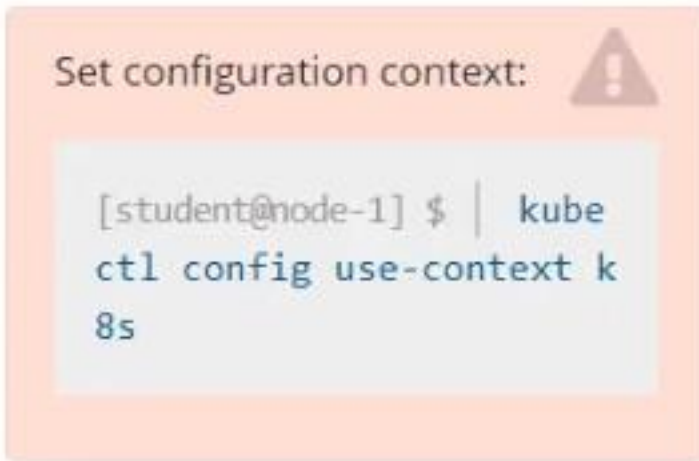 Set configuration context:
[student@node-1] $ | kube
ctl config use-context k
8s